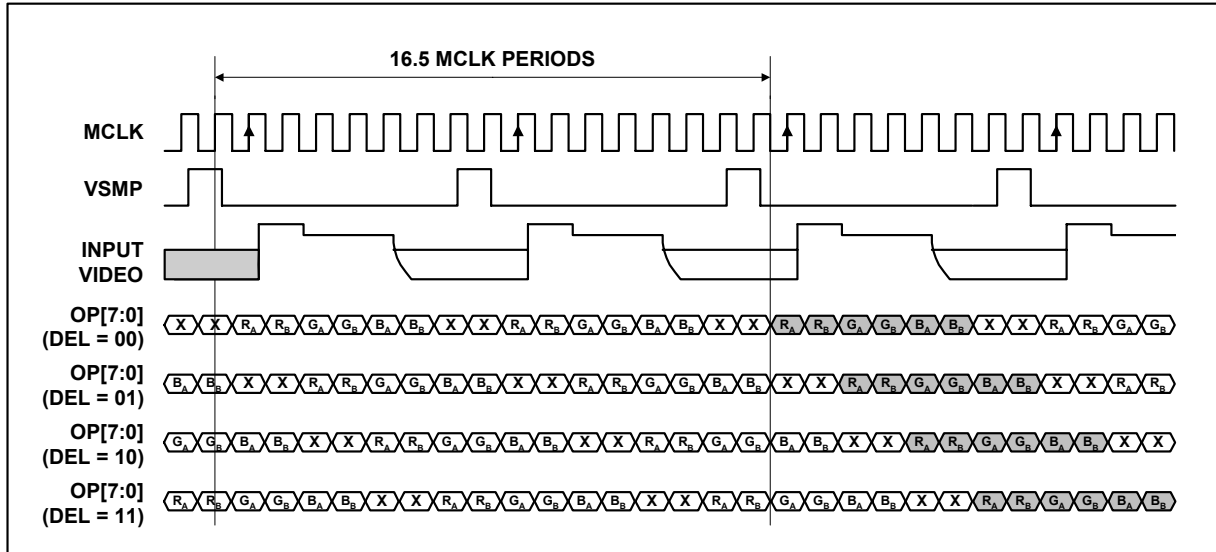 16.5 MCLK PERIODS
MCLK
VSMP
INPUT
VIDEO
OP[7:0]
(DEL = 00)
X X RA RB GA GB BA BB X X RA RB GA GB BA BB X X RA RB GA GB BA BB X X RA RB GA GB
OP[7:0]
(DEL = 01)
BA BB X X RA RB GA GB BA BB X X RA RB GA GB BA BB X X RA RB GA GB BA BB X X RA RB
OP[7:0]
(DEL = 10)
GA GB BA BB X X RA RB GA GB BA BB X X RA RB GA GB BA BB X X RA RB GA GB BA BB X X
OP[7:0]
(DEL = 11)
RA RB GA GB BA BB X X RA RB GA GB BA BB X X RA RB GA GB BA BB X X RA RB GA GB BA BB